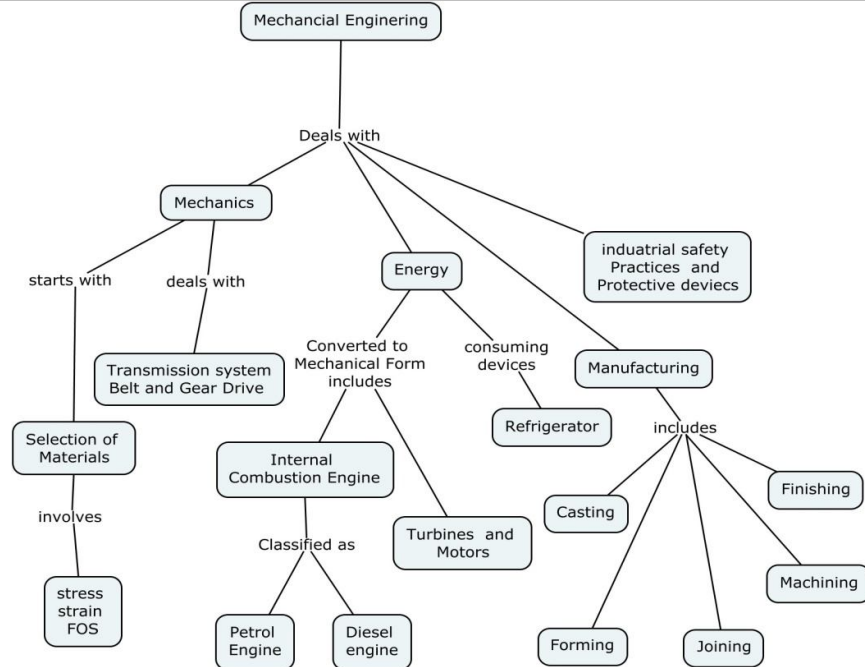 Mechancial Enginering
Deals with
Mechanics
starts with
deals with
Energy
induatrial safety
Practices and
Protective deviecs
Transmission system
Belt and Gear Drive
Converted to
Mechanical Form
includes
consuming
devices
Manufacturing
Selection of
Materials
Internal
Combustion Engine
Refrigerator
includes
involves
Classified as
Turbines and
Motors
Casting
Finishing
stress
strain
FOS
Petrol
Engine
Diesel
engine
Forming
Joining
Machining